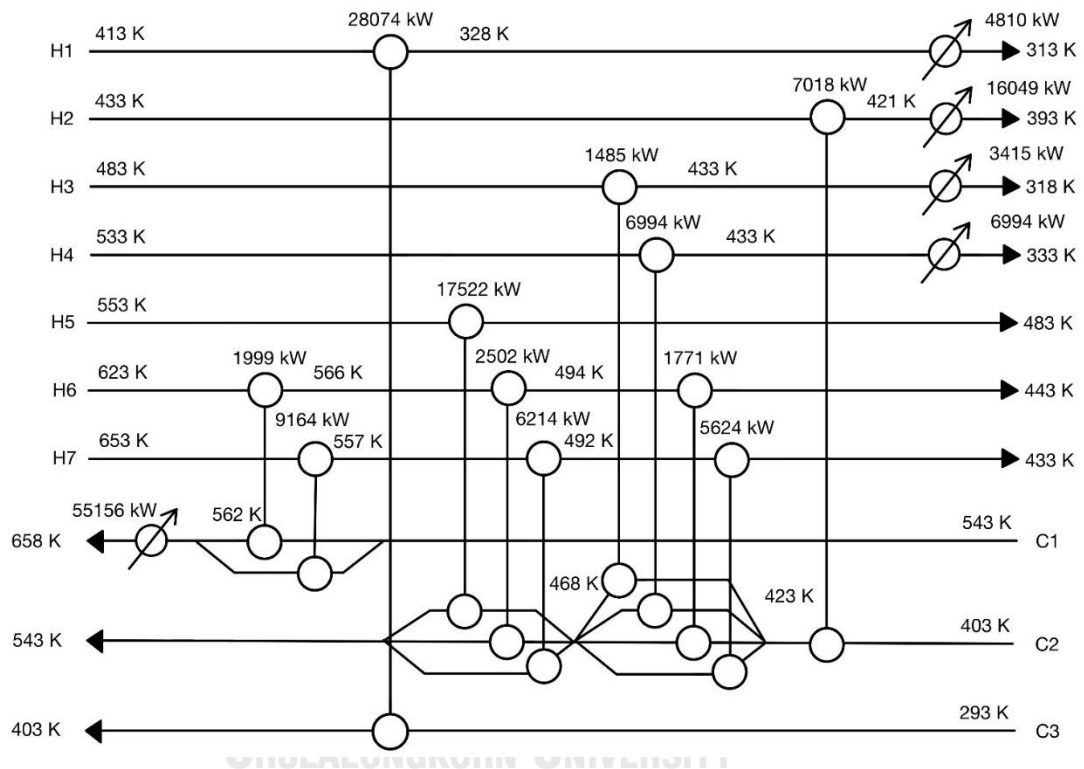 28074 kW
4810 kW
H1 413 K 328 K 313 K
7018 kW
16049 kW
H2 433 K 421 K 393 K
1485 kW
3415 kW
H3 483 K 433 K 318 K
6994 kW
6994 kW
H4 533 K 433 K 333 K
17522 kW
H5 553 K 483 K
1999 kW 2502 kW 1771 kW
H6 623 K 566 K 494 K 443 K
9164 kW 6214 kW 5624 kW
H7 653 K 557 K 492 K 433 K
55156 kW
562 K 543 K
658 K C1
468 K 423 K
403 K
543 K C2
293 K
403 K C3
CHULALONGKORN UNIVERSITY